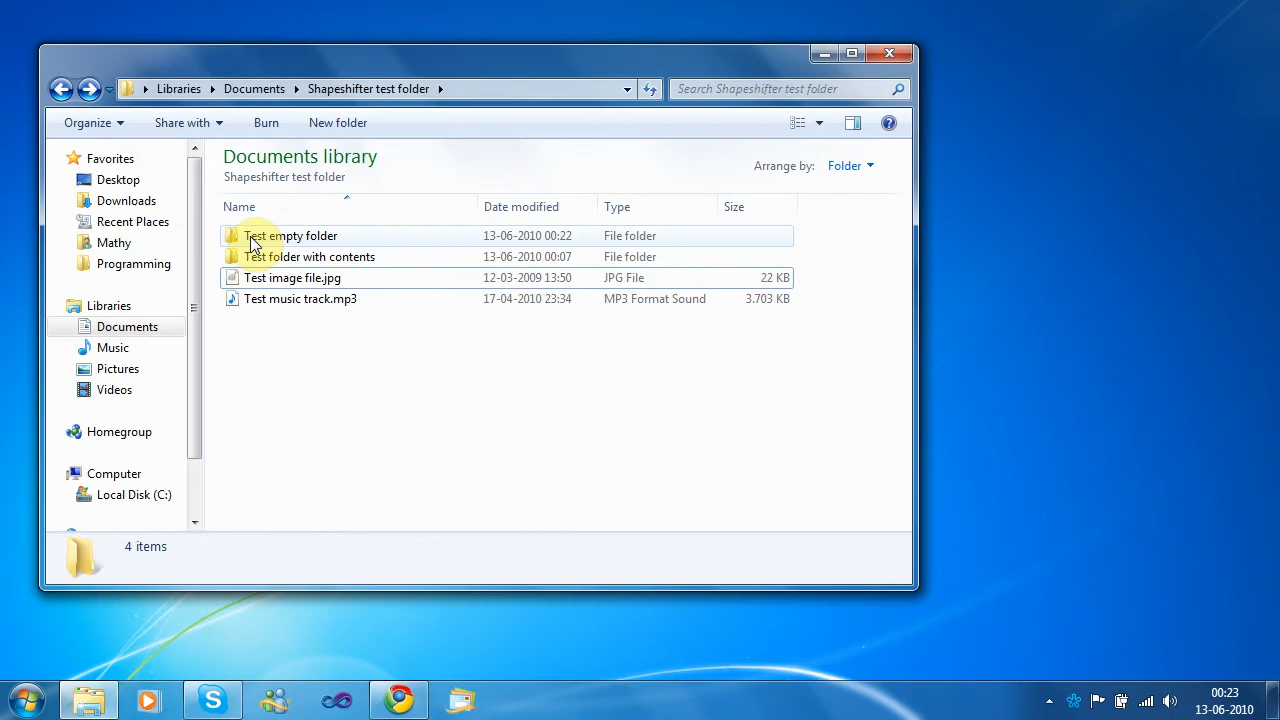 Libraries Documents Shapeshifter test folder
Search Shapeshifter test folder
Organize Share with Burn New folder
Favorites
Desktop
Downloads
Recent Places
Mathy
Programming
Libraries
Documents
Music
Pictures
Videos
Homegroup
Computer
Local Disk (C:)
Documents library
Shapeshifter test folder
Arrange by: Folder
Name Date modified Type Size
Test empty folder 13-06-2010 00:22 File folder
Test folder with contents 13-06-2010 00:07 File folder
Test image file.jpg 12-03-2009 13:50 JPG File 22 KB
Test music track.mp3 17-04-2010 23:34 MP3 Format Sound 3.703 KB
4 items
00:23
13-06-2010